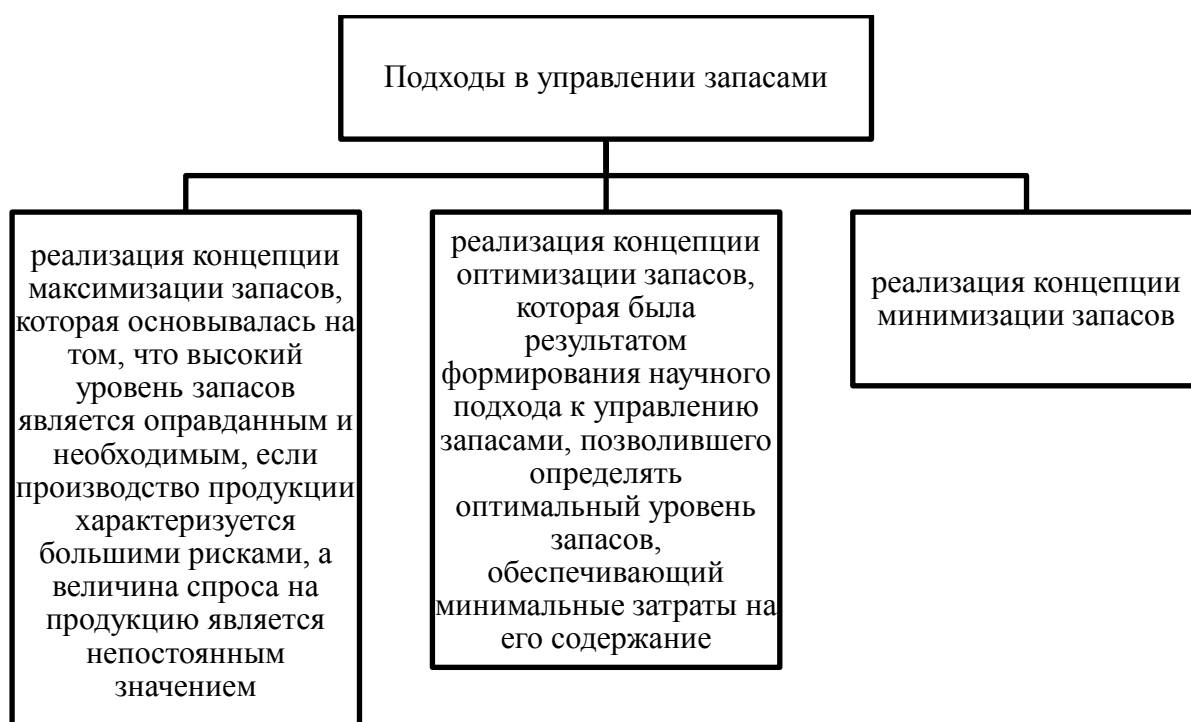 Подходы в управлении запасами
реализация концепции
максимизации запасов,
которая основывалась на
том, что высокий
уровень запасов
является оправданным и
необходимым, если
производство продукции
характеризуется
большими рисками, а
величина спроса на
продукцию является
непостоянным
значением
реализация концепции
оптимизации запасов,
которая была
результатом
формирования научного
подхода к управлению
запасами, позволившего
определять
оптимальный уровень
запасов,
обеспечивающий
минимальные затраты на
его содержание
реализация концепции
минимизации запасов